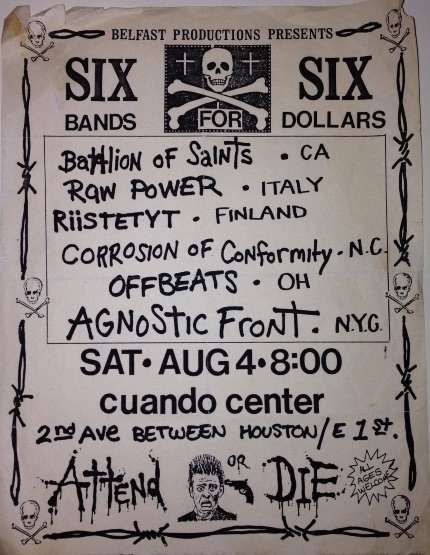 BELFAST PRODUCTIONS PRESENTS
SIX SIX
BANDS FOR DOLLARS
Battlion of Saints • CA
Raw Power • ITALY
Riistetyt • FINLAND
CORROSION OF Conformity • N.C.
OFFBEATS • OH
AGNOSTIC FRONT • N.Y.C.
SAT • AUG 4 • 8:00
cuando center
2nd AVE BETWEEN HOUSTON/E 1st.
Attend OR DIE
ALL
AGES
WELCOME